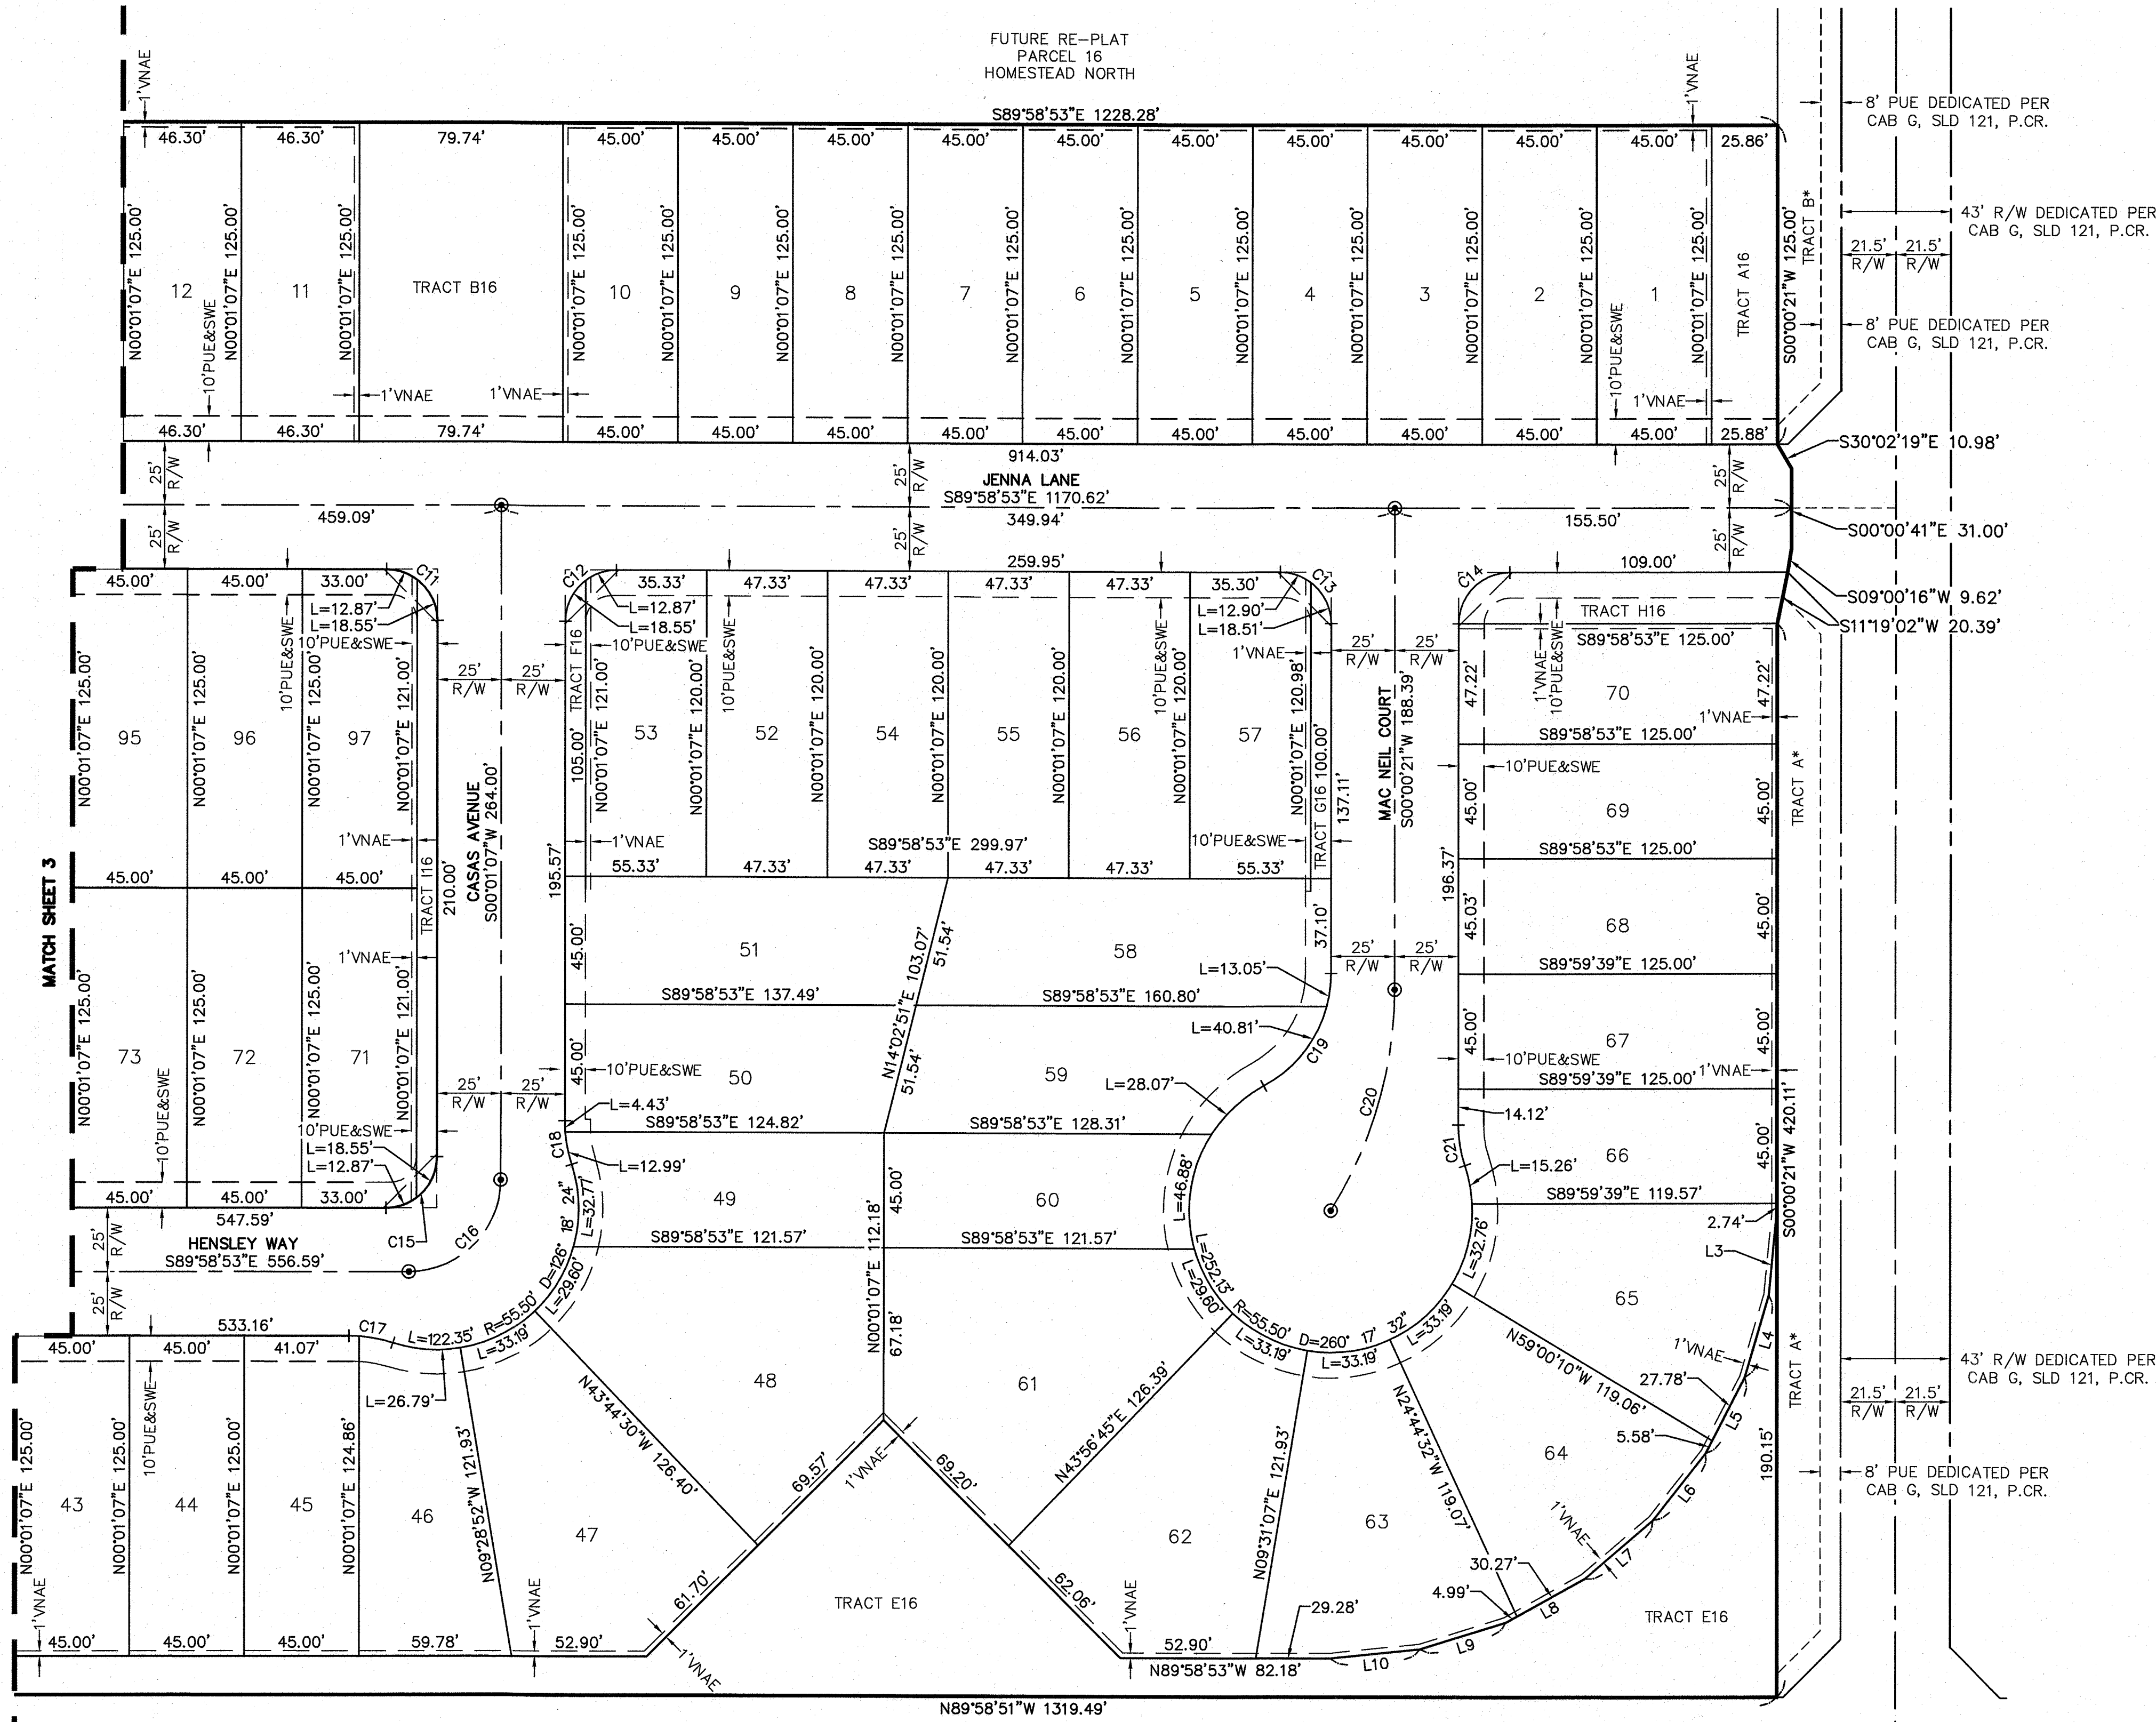 FUTURE RE-PLAT
PARCEL 16
HOMESTEAD NORTH
1'VNAE
1'VNAE
S89°58'53"E 1228.28'
8' PUE DEDICATED PER
CAB G, SLD 121, P.CR.
46.30' 46.30' 79.74' 45.00' 45.00' 45.00' 45.00' 45.00' 45.00' 45.00' 45.00' 45.00' 45.00' 25.86'
N00°01'07"E 125.00'
12
10'PUE&SWE
N00°01'07"E 125.00'
11
N00°01'07"E 125.00'
TRACT B16
N00°01'07"E 125.00'
10
N00°01'07"E 125.00'
9
N00°01'07"E 125.00'
8
N00°01'07"E 125.00'
7
N00°01'07"E 125.00'
6
N00°01'07"E 125.00'
5
N00°01'07"E 125.00'
4
N00°01'07"E 125.00'
3
N00°01'07"E 125.00'
2
N00°01'07"E 125.00'
10'PUE&SWE
1
N00°01'07"E 125.00'
TRACT A16
S00°00'21"W 125.00'
TRACT B*
43' R/W DEDICATED PER
CAB G, SLD 121, P.CR.
21.5' 21.5'
R/W R/W
8' PUE DEDICATED PER
CAB G, SLD 121, P.CR.
1'VNAE 1'VNAE 1'VNAE
46.30' 46.30' 79.74' 45.00' 45.00' 45.00' 45.00' 45.00' 45.00' 45.00' 45.00' 45.00' 45.00' 25.88'
S30°02'19"E 10.98'
914.03'
25'
R/W
25'
R/W
25'
R/W
JENNA LANE
S89°58'53"E 1170.62'
459.09' 349.94' 155.50'
25'
R/W
25'
R/W
25'
R/W
S00°00'41"E 31.00'
S09°00'16"W 9.62'
S11°19'02"W 20.39'
45.00' 45.00' 33.00'
C11
L=12.87'
L=18.55'
10'PUE&SWE
10'PUE&SWE
C12
L=12.87'
L=18.55'
10'PUE&SWE
259.95'
35.33' 47.33' 47.33' 47.33' 47.33' 35.30'
C13
L=12.90'
L=18.51'
1'VNAE
C14
109.00'
TRACT H16
S89°58'53"E 125.00'
25' 25'
R/W R/W
25' 25'
R/W R/W
N00°01'07"E 125.00'
95
N00°01'07"E 125.00'
96
N00°01'07"E 125.00'
97
N00°01'07"E 121.00'
CASAS AVENUE
S00°01'07"W 264.00'
TRACT F16
105.00'
N00°01'07"E 121.00'
53
N00°01'07"E 120.00'
10'PUE&SWE
52
N00°01'07"E 120.00'
54
N00°01'07"E 120.00'
55
N00°01'07"E 120.00'
56
10'PUE&SWE
N00°01'07"E 120.00'
57
N00°01'07"E 120.98'
TRACT G16 100.00'
137.11'
MAC NEIL COURT
S00°00'21"W 188.39'
47.22'
1'VNAE
10'PUE&SWE
70
47.22'
1'VNAE
S89°58'53"E 125.00'
10'PUE&SWE
45.00'
69
45.00'
TRACT A*
S89°58'53"E 125.00'
1'VNAE
1'VNAE
S89°58'53"E 299.97'
10'PUE&SWE
55.33' 47.33' 47.33' 47.33' 47.33' 55.33'
MATCH SHEET 3
45.00' 45.00' 45.00'
TRACT I16
210.00'
195.57'
196.37'
1'VNAE
45.00'
51
N14°02'51"E 103.07'
51.54'
58
37.10'
25' 25'
R/W R/W
45.03'
68
45.00'
S89°59'39"E 125.00'
L=13.05'
S89°58'53"E 137.49'
S89°58'53"E 160.80'
N00°01'07"E 125.00'
73
10'PUE&SWE
N00°01'07"E 125.00'
72
N00°01'07"E 125.00'
71
N00°01'07"E 121.00'
25' 25'
R/W R/W
45.00'
10'PUE&SWE
50
51.54'
59
L=40.81'
C19
L=28.07'
C20
45.00'
67
45.00'
10'PUE&SWE
S89°59'39"E 125.00'
1'VNAE
14.12'
S00°00'21"W 420.11'
L=4.43'
S89°58'53"E 124.82'
S89°58'53"E 128.31'
10'PUE&SWE
L=18.55'
L=12.87'
C18
L=12.99'
C21
L=15.26'
66
45.00'
S89°59'39"E 119.57'
2.74'
45.00' 45.00' 33.00'
547.59'
C15
C16
25'
R/W
25'
R/W
HENSLEY WAY
S89°58'53"E 556.59'
49
45.00'
60
S89°58'53"E 121.57'
S89°58'53"E 121.57'
N00°01'07"E 112.18'
67.18'
L=122.35' R=55.50' D=126° 18' 24"
L=32.77'
L=29.60'
L=33.19'
L=26.79'
L=46.88'
L=252.13' R=55.50' D=260° 17' 32"
L=29.60'
L=33.19'
L=33.19'
L=33.19'
L=32.76'
L3
65
L4
1'VNAE
533.16'
C17
45.00' 45.00' 41.07'
10'PUE&SWE
N59°00'10"W 119.06'
27.78'
L5
5.58'
TRACT A*
43' R/W DEDICATED PER
CAB G, SLD 121, P.CR.
21.5' 21.5'
R/W R/W
8' PUE DEDICATED PER
CAB G, SLD 121, P.CR.
190.15'
N00°01'07"E 125.00'
43
N00°01'07"E 125.00'
44
N00°01'07"E 125.00'
45
N00°01'07"E 124.86'
46
N09°28'52"W 121.93'
47
N43°44'30"W 126.40'
48
69.57'
61.70'
1'VNAE
69.20'
61
N43°56'45"E 126.39'
62.06'
62
N09°31'07"E 121.93'
63
N24°44'32"W 119.07'
64
L6
1'VNAE
L7
30.27'
4.99'
L8
L9
L10
29.28'
TRACT E16
TRACT E16
1'VNAE
1'VNAE
1'VNAE
1'VNAE
45.00' 45.00' 45.00' 59.78' 52.90'
52.90'
N89°58'53"W 82.18'
N89°58'51"W 1319.49'